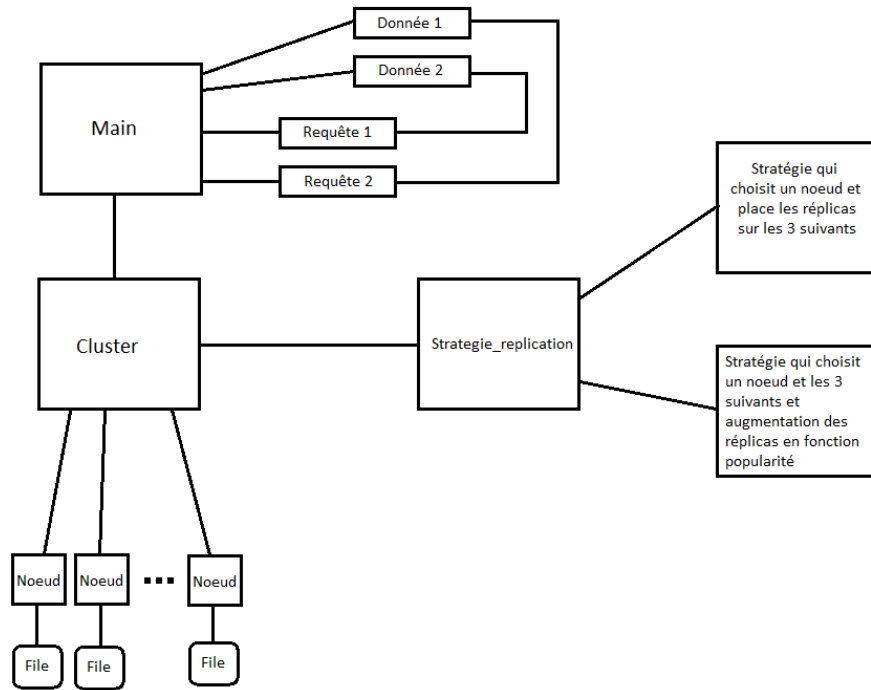 Donnée 1
Donnée 2
Main
Requête 1
Requête 2
Stratégie qui
choisit un noeud et
place les réplicas
sur les 3 suivants
Cluster
Strategie_replication
Stratégie qui choisit
un noeud et les 3
suivants et
augmentation des
réplicas en fonction
popularité
Noeud
Noeud
...
Noeud
File
File
File